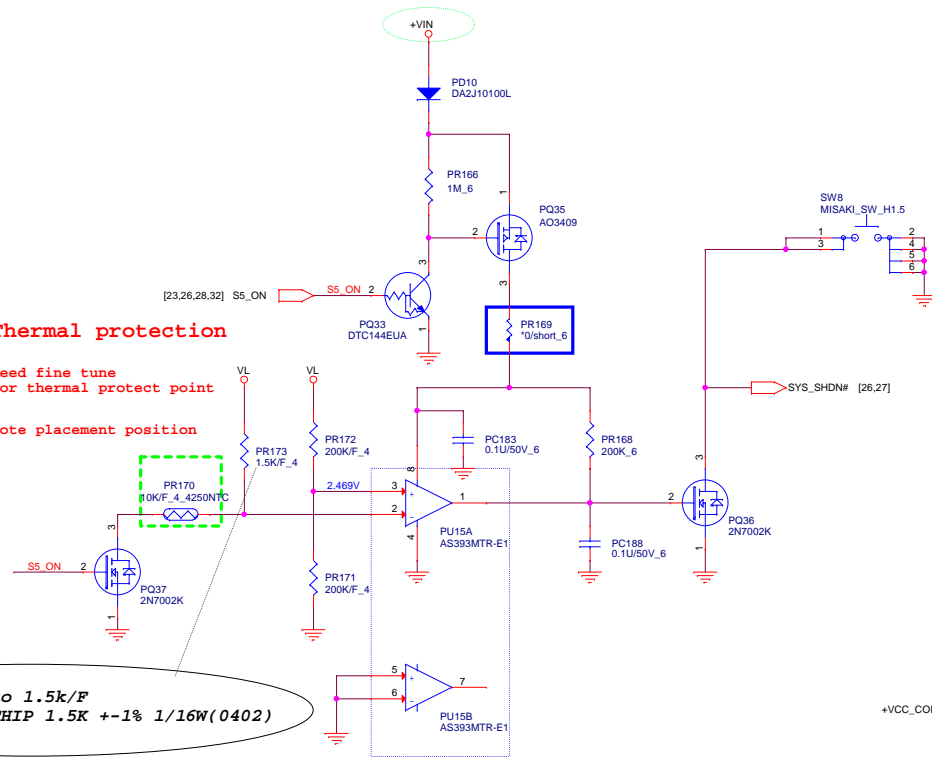 +VIN
PD10
DA2J10100L
PR166
1M_6
1
2
3
PQ35
AO3409
SW8
MISAKI_SW_H1.5
1
3
2
4
5
6
[23,26,28,32] S5_ON
S5_ON 2
3
1
PQ33
DTC144EUA
PR169
*0/short_6
Thermal protection
eed fine tune
or thermal protect point
ote placement position
VL
VL
SYS_SHDN# [26,27]
PR173
1.5K/F_4
PR172
200K/F_4
PC183
0.1U/50V_6
PR168
200K_6
PR170
10K/F_4_4250NTC
2.469V
3
2
8
4
1
+
-
PU15A
AS393MTR-E1
2
3
1
PQ36
2N7002K
PC188
0.1U/50V_6
S5_ON 2
3
1
PQ37
2N7002K
PR171
200K/F_4
5
6
7
+
-
PU15B
AS393MTR-E1
o 1.5k/F
HIP 1.5K +-1% 1/16W(0402)